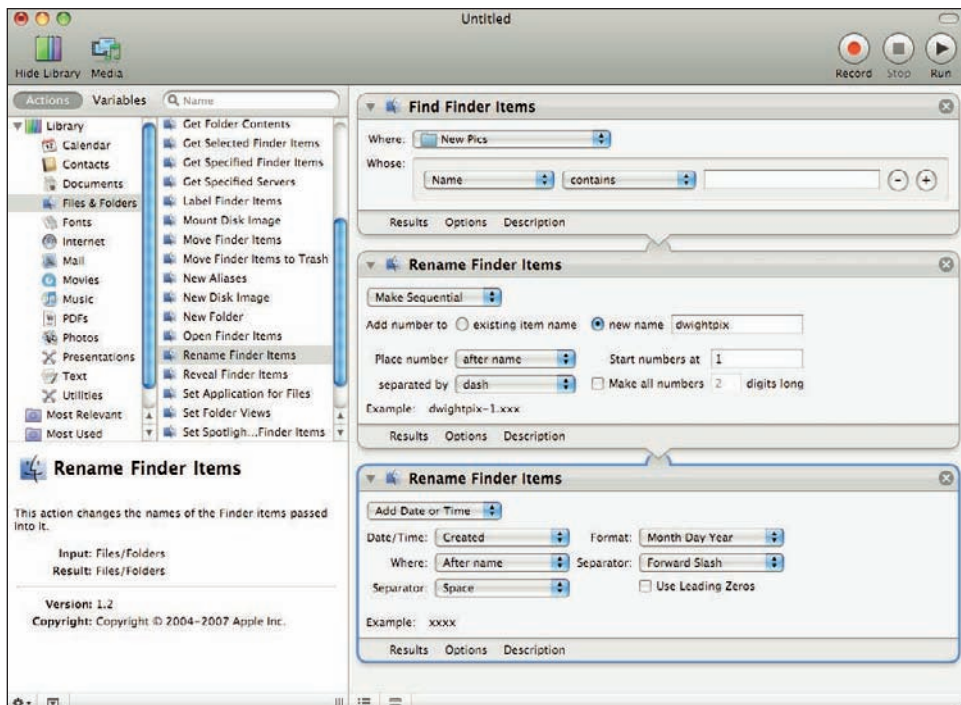 Untitled
Hide Library Media
Record Stop Run
Actions Variables Name
Library
Calendar
Contacts
Documents
Files & Folders
Fonts
Internet
Mail
Movies
Music
PDFs
Photos
Presentations
Text
Utilities
Most Relevant
Most Used
Get Folder Contents
Get Selected Finder Items
Get Specified Finder Items
Get Specified Servers
Label Finder Items
Mount Disk Image
Move Finder Items
Move Finder Items to Trash
New Aliases
New Disk Image
New Folder
Open Finder Items
Rename Finder Items
Reveal Finder Items
Set Application for Files
Set Folder Views
Set Spotligh...Finder Items
Rename Finder Items
This action changes the names of the Finder items passed
into it.
Input: Files/Folders
Result: Files/Folders
Version: 1.2
Copyright: Copyright © 2004–2007 Apple Inc.
Find Finder Items
Where: New Pics
Whose:
Name contains
Results Options Description
Rename Finder Items
Make Sequential
Add number to existing item name new name dwightpix
Place number after name Start numbers at 1
separated by dash Make all numbers 2 digits long
Example: dwightpix-1.xxx
Results Options Description
Rename Finder Items
Add Date or Time
Date/Time: Created Format: Month Day Year
Where: After name Separator: Forward Slash
Separator: Space Use Leading Zeros
Example: xxxx
Results Options Description